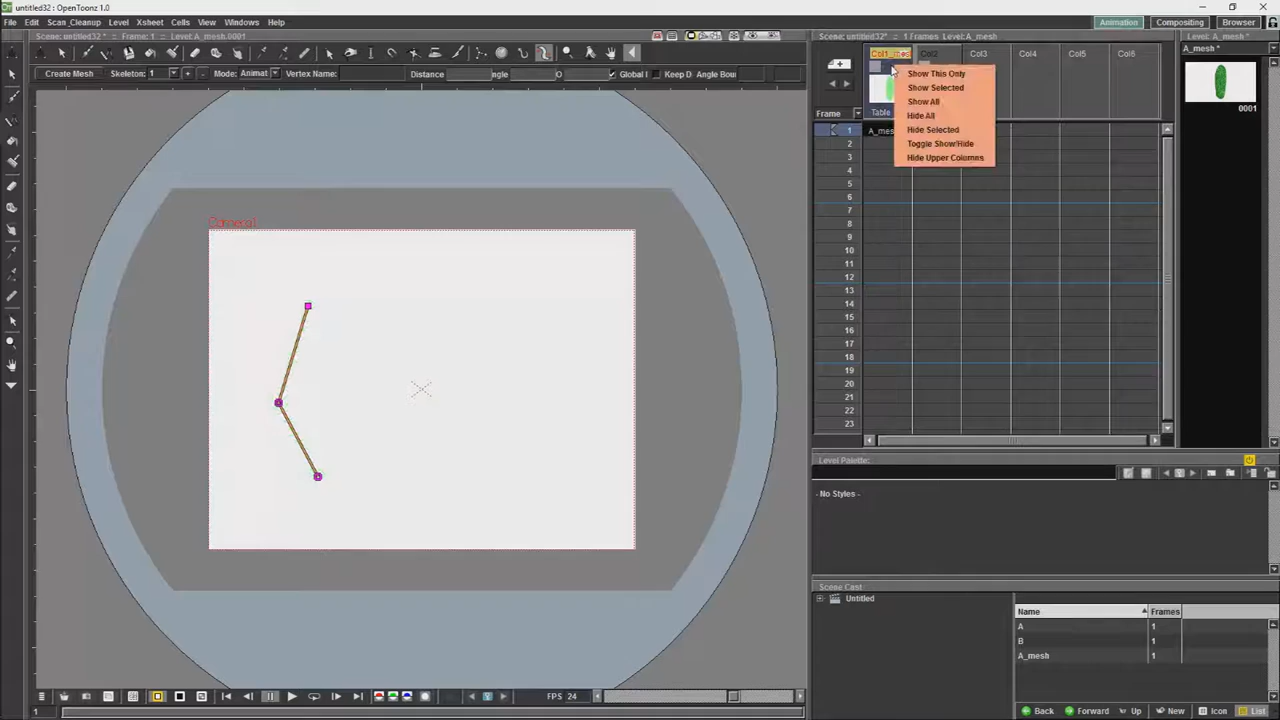 untitled32 : OpenToonz 1.0
File Edit Scan_Cleanup Level Xsheet Cells View Windows Help
Animation Compositing Browser
Scene: untitled32* :: Frame: 1 :: Level: A_mesh.0001
Scene: untitled32* :: 1 Frames Level: A_mesh
Level: A_mesh *
A_mesh *
Create Mesh Skeleton: 1 Mode: Animat Vertex Name: Distance ngle O Global Keep D Angle Bou
Col2 Col3 Col4 Col5 Col6
Show This Only
Show Selected
Show All
Hide All
Hide Selected
Toggle Show/Hide
Hide Upper Columns
0001
Frame Table
1 A_mes
2
3
4
5
6
7
8
9
10
11
12
13
14
15
16
17
18
19
20
21
22
23
Level Palette:
- No Styles -
Scene Cast
Untitled
Name Frames
A 1
B 1
A_mesh 1
FPS 24
1
Back Forward Up New Icon List